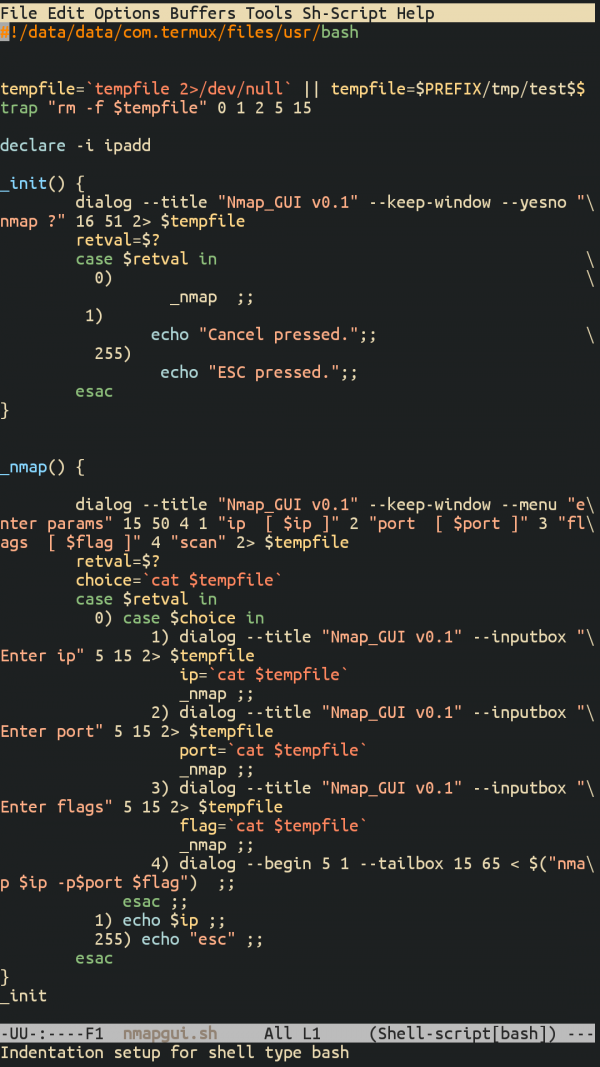 File Edit Options Buffers Tools Sh-Script Help
#!/data/data/com.termux/files/usr/bash
tempfile=`tempfile 2>/dev/null` || tempfile=$PREFIX/tmp/test$$
trap "rm -f $tempfile" 0 1 2 5 15
declare -i ipadd
_init() {
        dialog --title "Nmap_GUI v0.1" --keep-window --yesno "\
nmap ?" 16 51 2> $tempfile
        retval=$?
        case $retval in                                       \
          0)                                                  \
                  _nmap  ;;
         1)
                echo "Cancel pressed.";;                      \
          255)
                 echo "ESC pressed.";;
        esac
}
_nmap() {
        dialog --title "Nmap_GUI v0.1" --keep-window --menu "e\
nter params" 15 50 4 1 "ip  [ $ip ]" 2 "port  [ $port ]" 3 "fl\
ags  [ $flag ]" 4 "scan" 2> $tempfile
        retval=$?
        choice=`cat $tempfile`
        case $retval in
          0) case $choice in
                1) dialog --title "Nmap_GUI v0.1" --inputbox "\
Enter ip" 5 15 2> $tempfile
                   ip=`cat $tempfile`
                   _nmap ;;
                2) dialog --title "Nmap_GUI v0.1" --inputbox "\
Enter port" 5 15 2> $tempfile
                   port=`cat $tempfile`
                   _nmap ;;
                3) dialog --title "Nmap_GUI v0.1" --inputbox "\
Enter flags" 5 15 2> $tempfile
                   flag=`cat $tempfile`
                   _nmap ;;
                4) dialog --begin 5 1 --tailbox 15 65 < $("nma\
p $ip -p$port $flag")  ;;
             esac ;;
          1) echo $ip ;;
          255) echo "esc" ;;
        esac
}
_init
-UU-:----F1  nmapgui.sh     All L1     (Shell-script[bash]) ---
Indentation setup for shell type bash